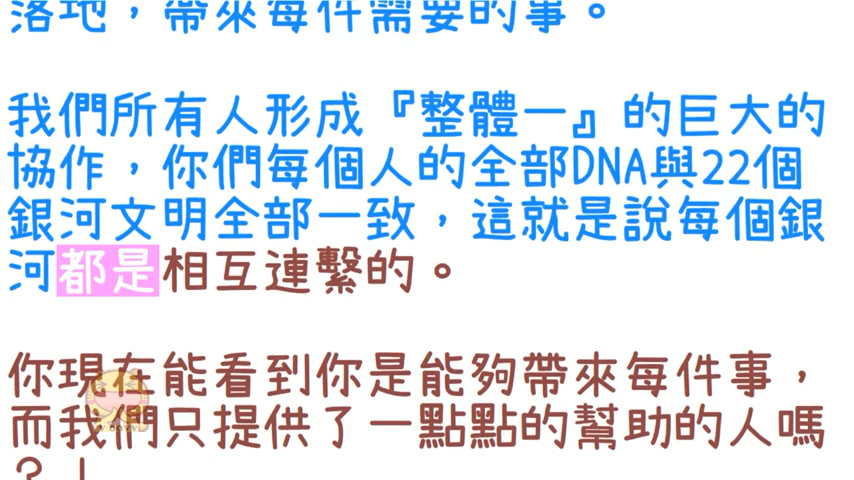 落地，帶來每件需要的事。
我們所有人形成『整體一』的巨大的
協作，你們每個人的全部DNA與22個
銀河文明全部一致，這就是說每個銀
河都是相互連繫的。
你現在能看到你是能夠帶來每件事，
而我們只提供了一點點的幫助的人嗎
？」